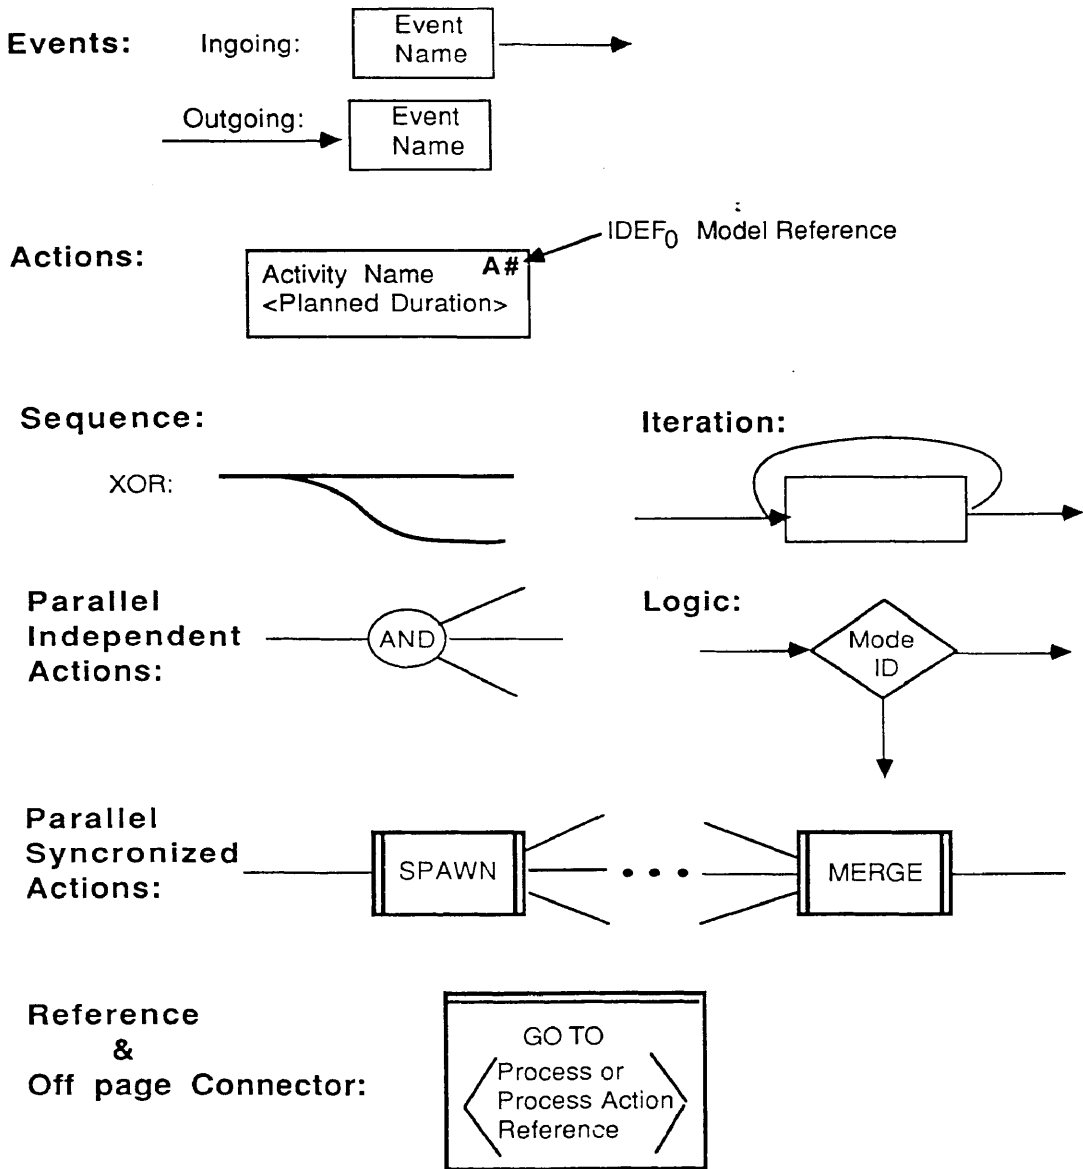 Events:
Ingoing:
Event
Name
Outgoing:
Event
Name
Actions:
Activity Name A#
<Planned Duration>
IDEF0 Model Reference
Sequence:
XOR:
Iteration:
Parallel
Independent
Actions:
AND
Logic:
Mode
ID
Parallel
Syncronized
Actions:
SPAWN
• • •
MERGE
Reference
&
Off page Connector:
GO TO
Process or
Process Action
Reference